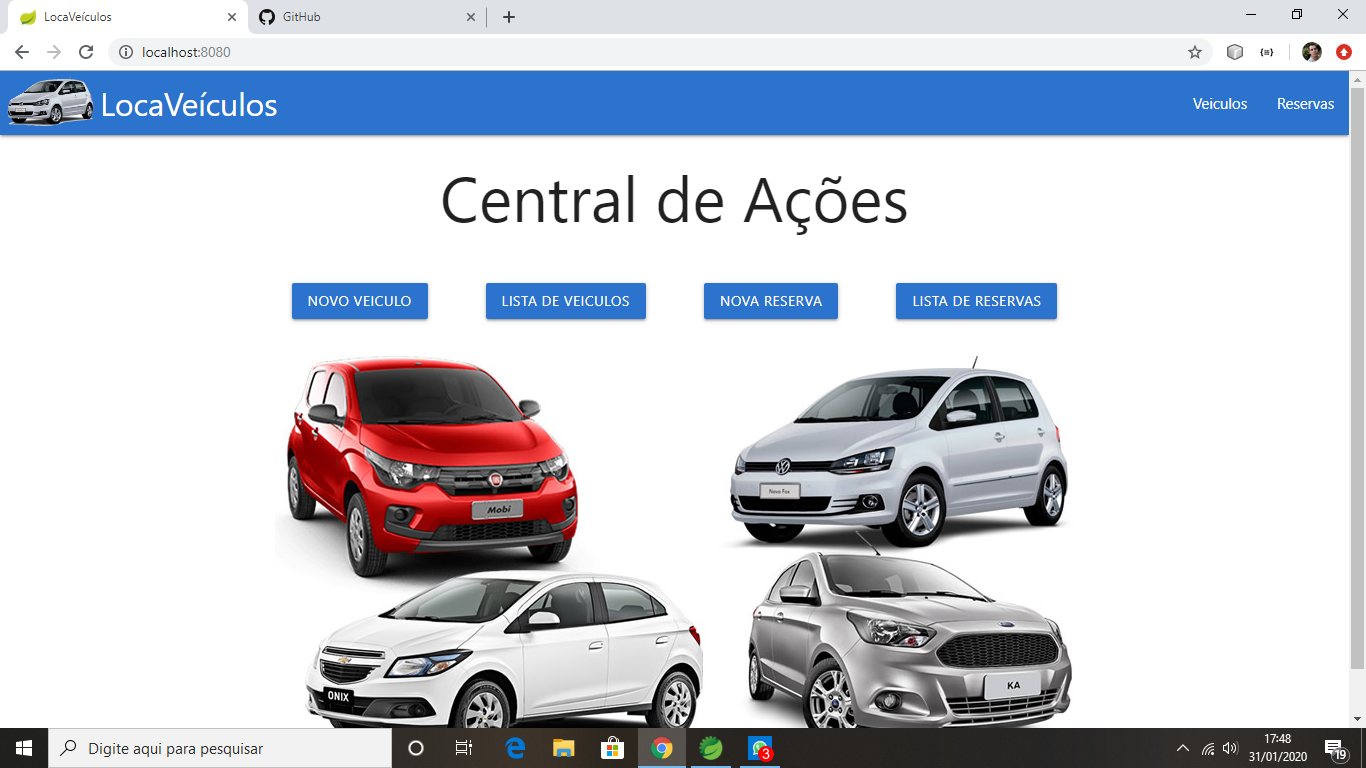 LocaVeículos
GitHub
localhost:8080
LocaVeículos
Veiculos
Reservas
Central de Ações
NOVO VEICULO
LISTA DE VEICULOS
NOVA RESERVA
LISTA DE RESERVAS
Mobi
Novo Fox
ONIX
KA
Digite aqui para pesquisar
3
17:48
31/01/2020
19